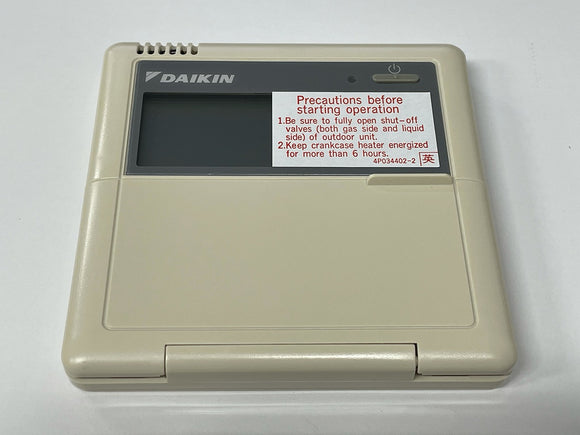 DAIKIN
Precautions before
starting operation
1.Be sure to fully open shut-off
valves (both gas side and liquid
side) of outdoor unit.
2.Keep crankcase heater energized
for more than 6 hours.
4P034402-2 英